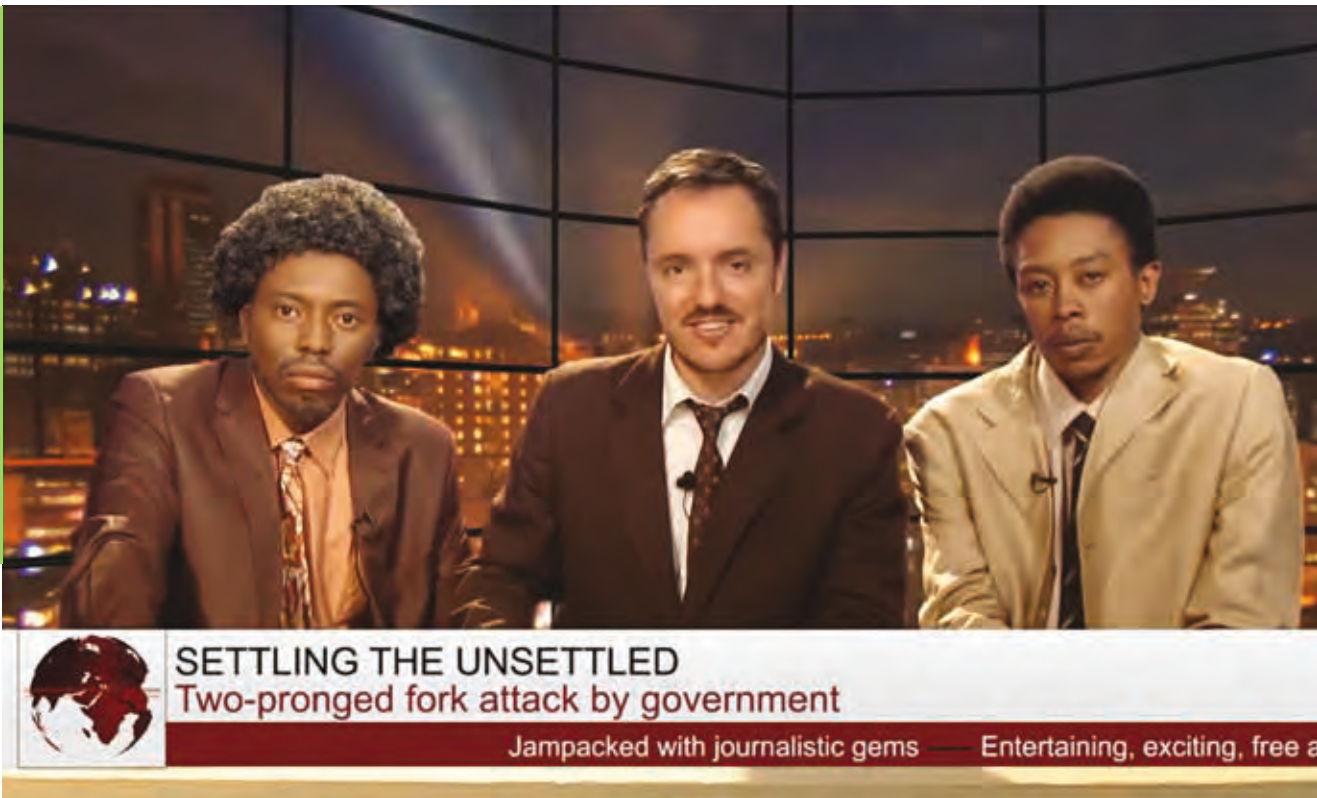 SETTLING THE UNSETTLED
Two-pronged fork attack by government
Jampacked with journalistic gems — Entertaining, exciting, free a